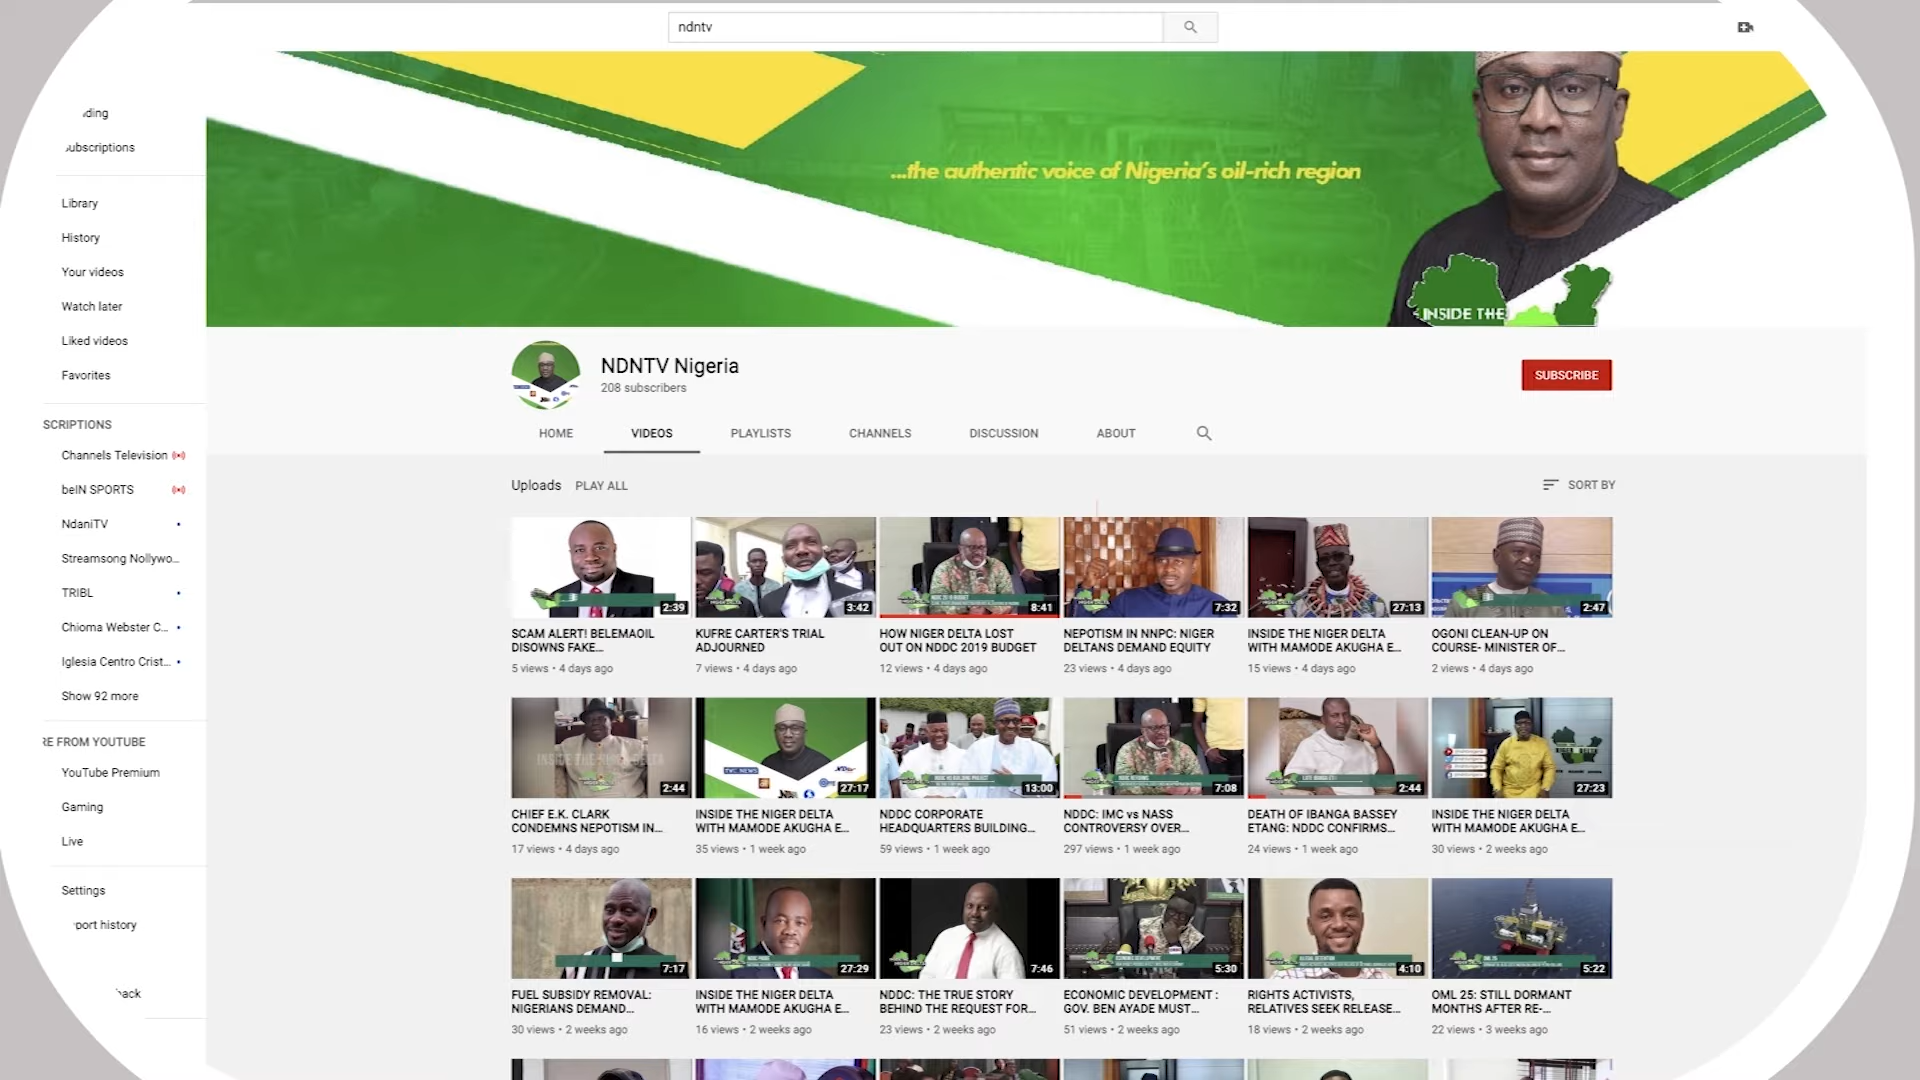 ndntv
ding
ubscriptions
Library
History
Your videos
Watch later
Liked videos
Favorites
SCRIPTIONS
Channels Television
beIN SPORTS
NdaniTV
Streamsong Nollywo...
TRIBL
Chioma Webster C...
Iglesia Centro Crist...
Show 92 more
RE FROM YOUTUBE
YouTube Premium
Gaming
Live
Settings
port history
back
...the authentic voice of Nigeria's oil-rich region
INSIDE THE
NDNTV Nigeria
208 subscribers
SUBSCRIBE
HOME VIDEOS PLAYLISTS CHANNELS DISCUSSION ABOUT
Uploads PLAY ALL
SORT BY
2:39
SCAM ALERT! BELEMAOIL
DISOWNS FAKE...
5 views • 4 days ago
3:42
KUFRE CARTER'S TRIAL
ADJOURNED
7 views • 4 days ago
8:41
HOW NIGER DELTA LOST
OUT ON NDDC 2019 BUDGET
12 views • 4 days ago
7:32
NEPOTISM IN NNPC: NIGER
DELTANS DEMAND EQUITY
23 views • 4 days ago
27:13
INSIDE THE NIGER DELTA
WITH MAMODE AKUGHA E...
15 views • 4 days ago
2:47
OGONI CLEAN-UP ON
COURSE- MINISTER OF...
2 views • 4 days ago
INSIDE THE NIGER DELTA
2:44
CHIEF E.K. CLARK
CONDEMNS NEPOTISM IN...
17 views • 4 days ago
TVC NEWS
27:17
INSIDE THE NIGER DELTA
WITH MAMODE AKUGHA E...
35 views • 1 week ago
13:00
NDDC CORPORATE
HEADQUARTERS BUILDING...
59 views • 1 week ago
7:08
NDDC: IMC vs NASS
CONTROVERSY OVER...
297 views • 1 week ago
2:44
DEATH OF IBANGA BASSEY
ETANG: NDDC CONFIRMS...
24 views • 1 week ago
27:23
INSIDE THE NIGER DELTA
WITH MAMODE AKUGHA E...
30 views • 2 weeks ago
7:17
FUEL SUBSIDY REMOVAL:
NIGERIANS DEMAND...
30 views • 2 weeks ago
27:29
INSIDE THE NIGER DELTA
WITH MAMODE AKUGHA E...
16 views • 2 weeks ago
7:46
NDDC: THE TRUE STORY
BEHIND THE REQUEST FOR...
23 views • 2 weeks ago
ECONOMIC DEVELOPMENT
5:30
ECONOMIC DEVELOPMENT :
GOV. BEN AYADE MUST...
51 views • 2 weeks ago
4:10
RIGHTS ACTIVISTS,
RELATIVES SEEK RELEASE...
18 views • 2 weeks ago
OML 25
5:22
OML 25: STILL DORMANT
MONTHS AFTER RE-...
22 views • 3 weeks ago